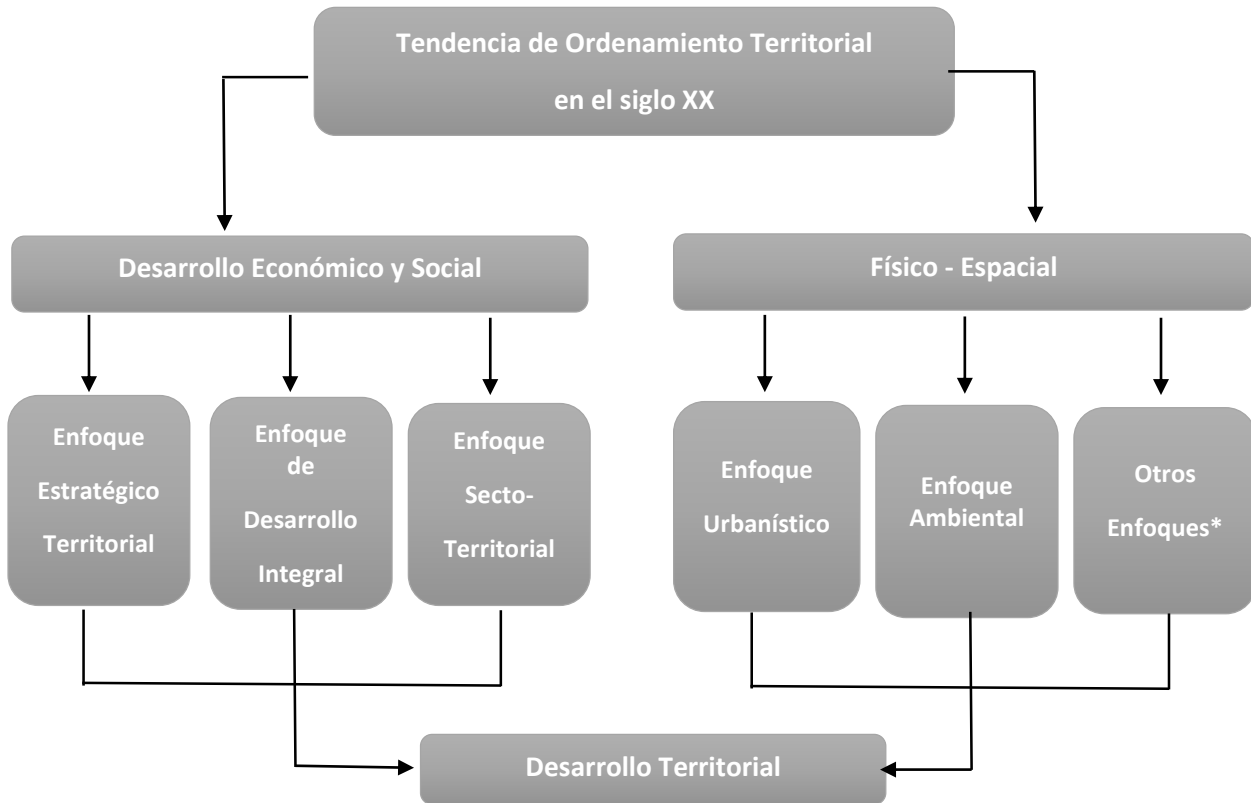 Tendencia de Ordenamiento Territorial
en el siglo XX
Desarrollo Económico y Social
Físico - Espacial
Enfoque
Estratégico
Territorial
Enfoque
de
Desarrollo
Integral
Enfoque
Secto-
Territorial
Enfoque
Urbanístico
Enfoque
Ambiental
Otros
Enfoques*
Desarrollo Territorial